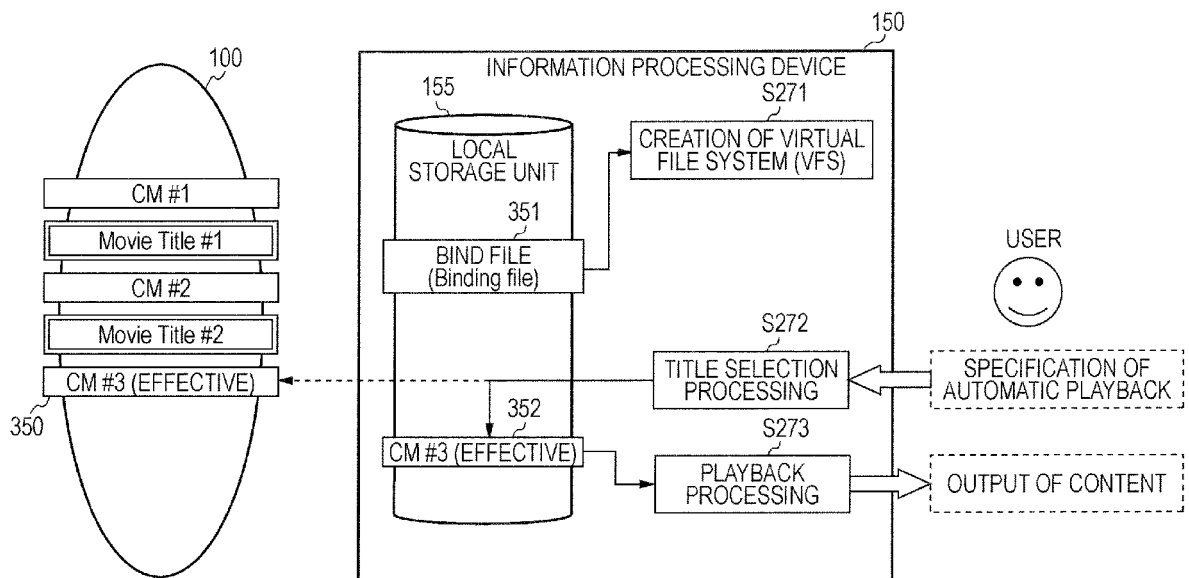 150
INFORMATION PROCESSING DEVICE
100
CM #1
Movie Title #1
CM #2
Movie Title #2
CM #3 (EFFECTIVE)
350
155
LOCAL
STORAGE UNIT
351
BIND FILE
(Binding file)
352
CM #3 (EFFECTIVE)
S271
CREATION OF VIRTUAL
FILE SYSTEM (VFS)
S272
TITLE SELECTION
PROCESSING
S273
PLAYBACK
PROCESSING
USER
SPECIFICATION OF
AUTOMATIC PLAYBACK
OUTPUT OF CONTENT